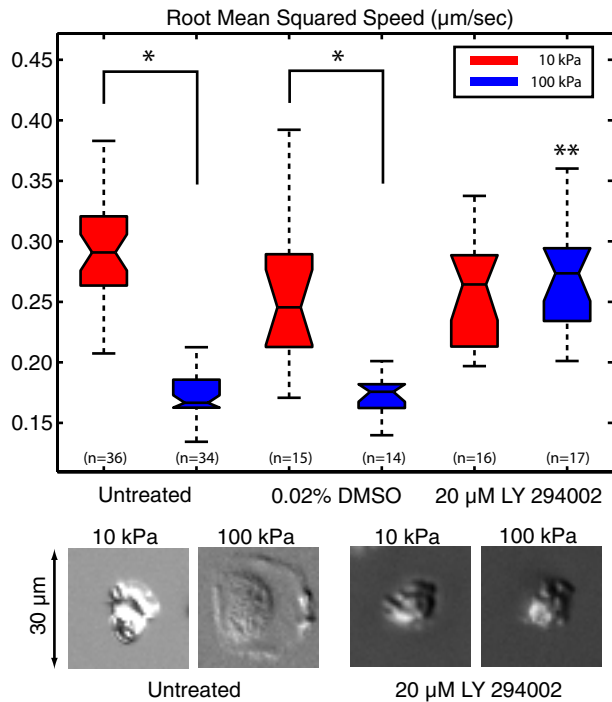 Root Mean Squared Speed (μm/sec)
0.45
0.40
0.35
0.30
0.25
0.20
0.15
10 kPa
100 kPa
*
*
**
(n=36) (n=34) (n=15) (n=14) (n=16) (n=17)
Untreated 0.02% DMSO 20 μM LY 294002
10 kPa 100 kPa 10 kPa 100 kPa
30 μm
Untreated 20 μM LY 294002